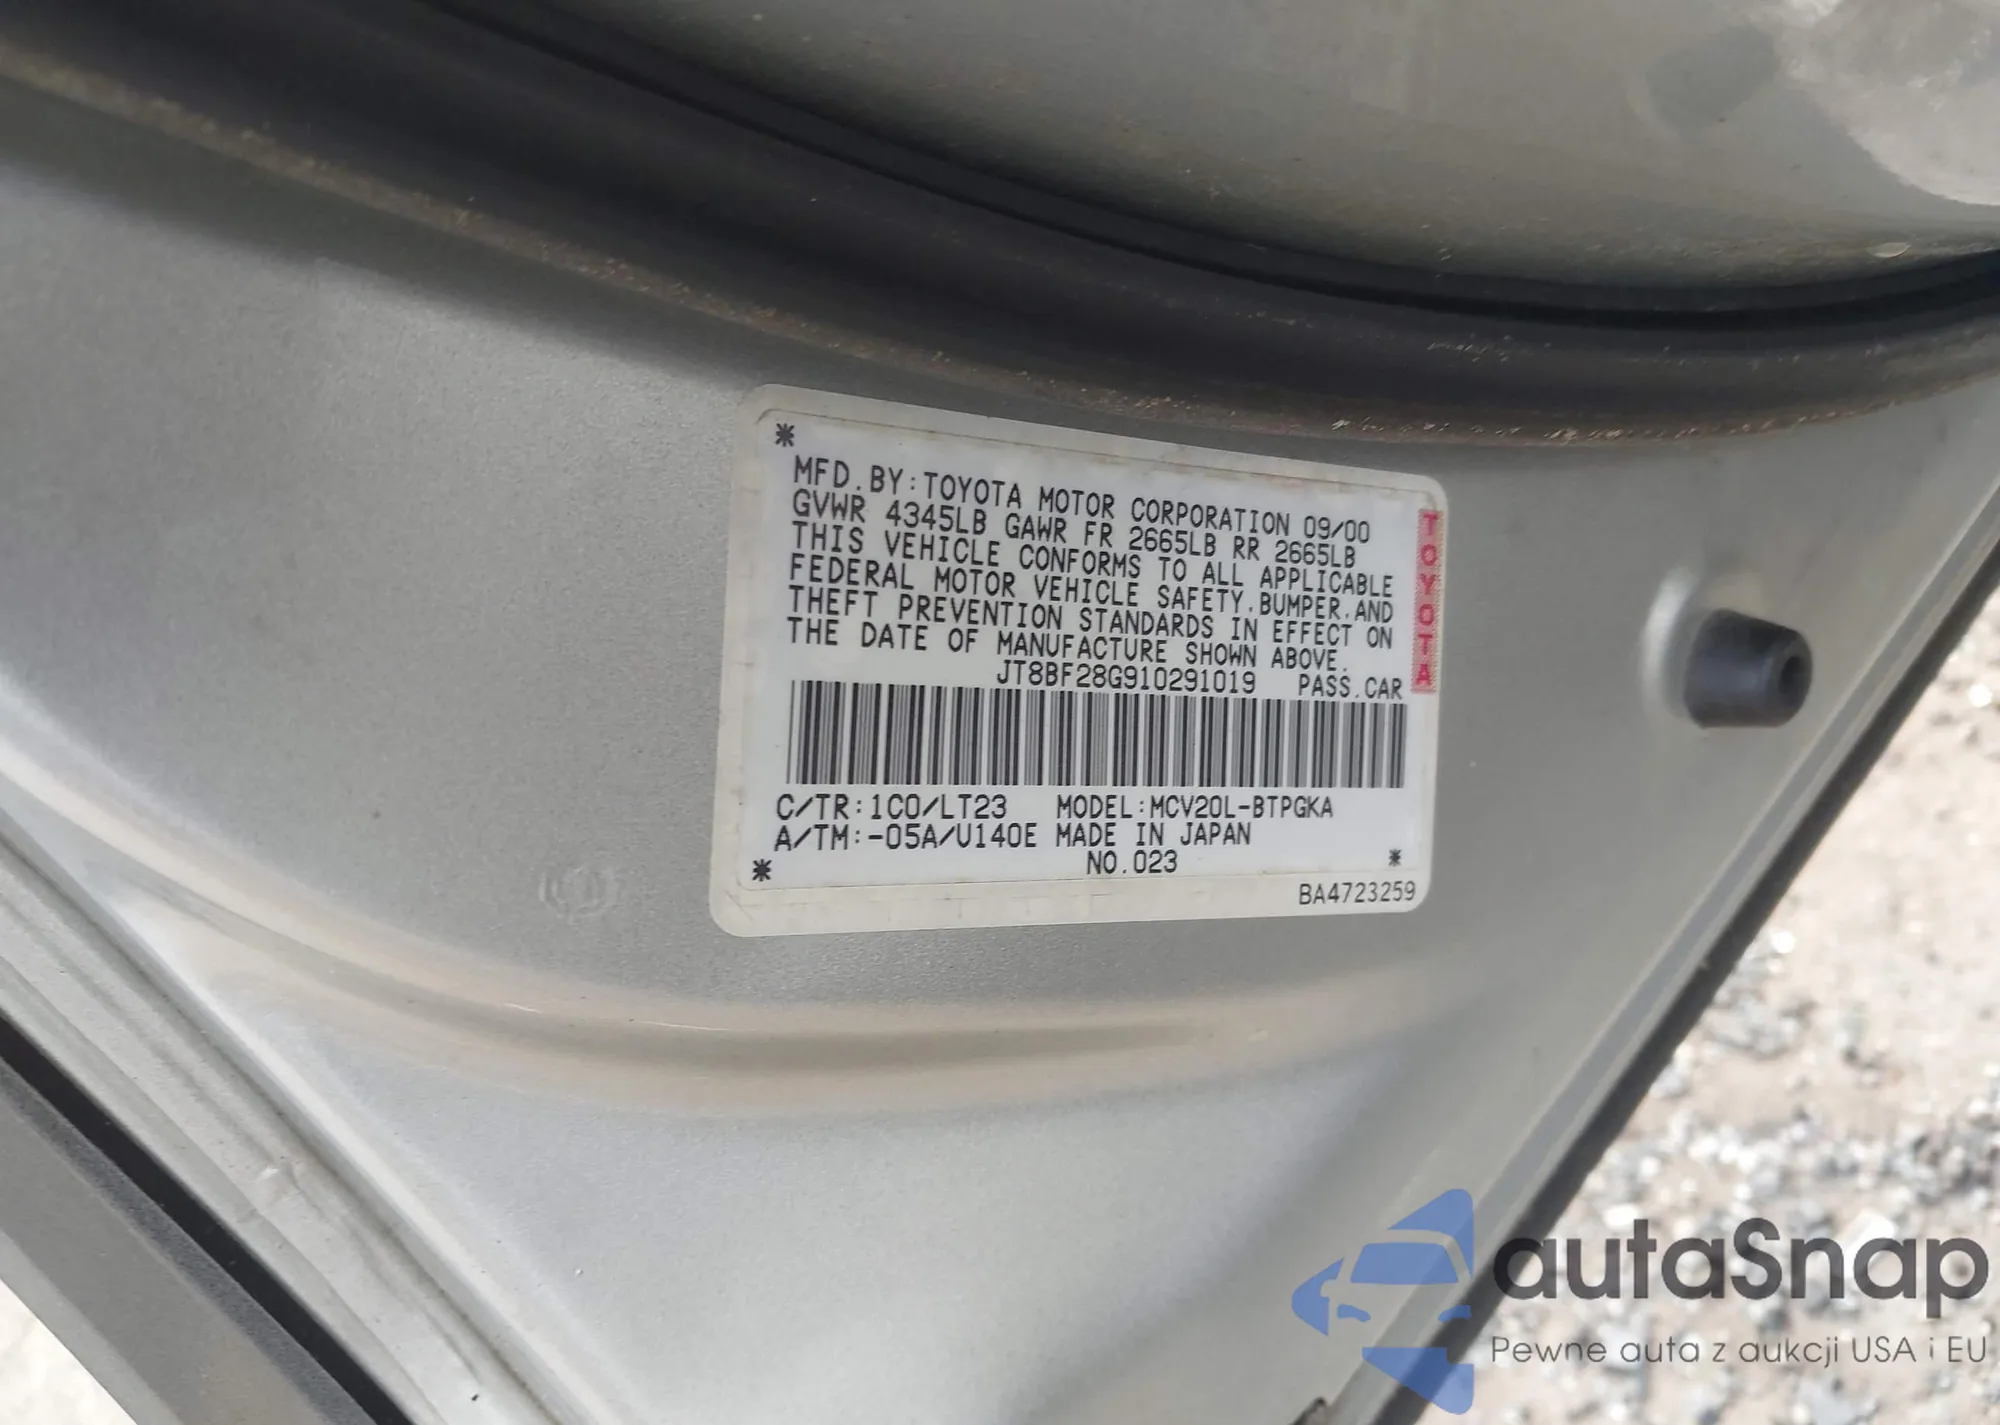 MFD.BY:TOYOTA MOTOR CORPORATION 09/00
GVWR 4345LB GAWR FR 2665LB RR 2665LB
THIS VEHICLE CONFORMS TO ALL APPLICABLE
FEDERAL MOTOR VEHICLE SAFETY.BUMPER.AND
THEFT PREVENTION STANDARDS IN EFFECT ON
THE DATE OF MANUFACTURE SHOWN ABOVE.
JT8BF28G910291019 PASS.CAR
TOYOTA
C/TR:1C0/LT23 MODEL:MCV20L-BTPGKA
A/TM:-05A/U140E MADE IN JAPAN
NO.023
BA4723259
autaSnap
Pewne auta z aukcji USA i EU